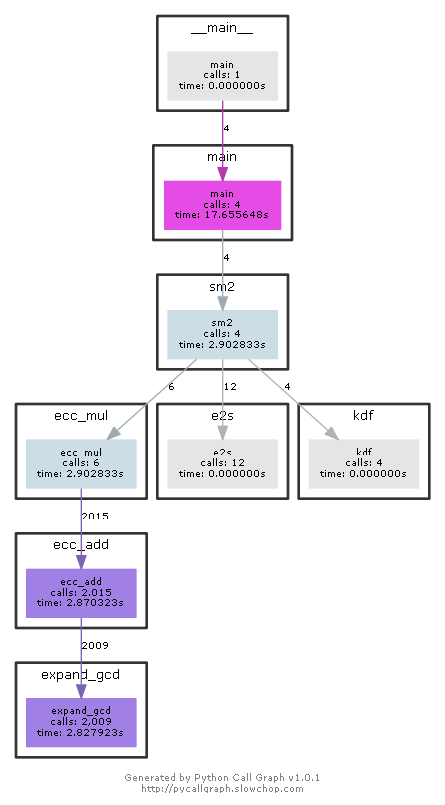 __main__
main
calls: 1
time: 0.000000s
4
main
main
calls: 4
time: 17.655648s
4
sm2
sm2
calls: 4
time: 2.902833s
6
12
4
ecc_mul
ecc_mul
calls: 6
time: 2.902833s
e2s
e2s
calls: 12
time: 0.000000s
kdf
kdf
calls: 4
time: 0.000000s
2015
ecc_add
ecc_add
calls: 2,015
time: 2.870323s
2009
expand_gcd
expand_gcd
calls: 2,009
time: 2.827923s
Generated by Python Call Graph v1.0.1
http://pycallgraph.slowchop.com